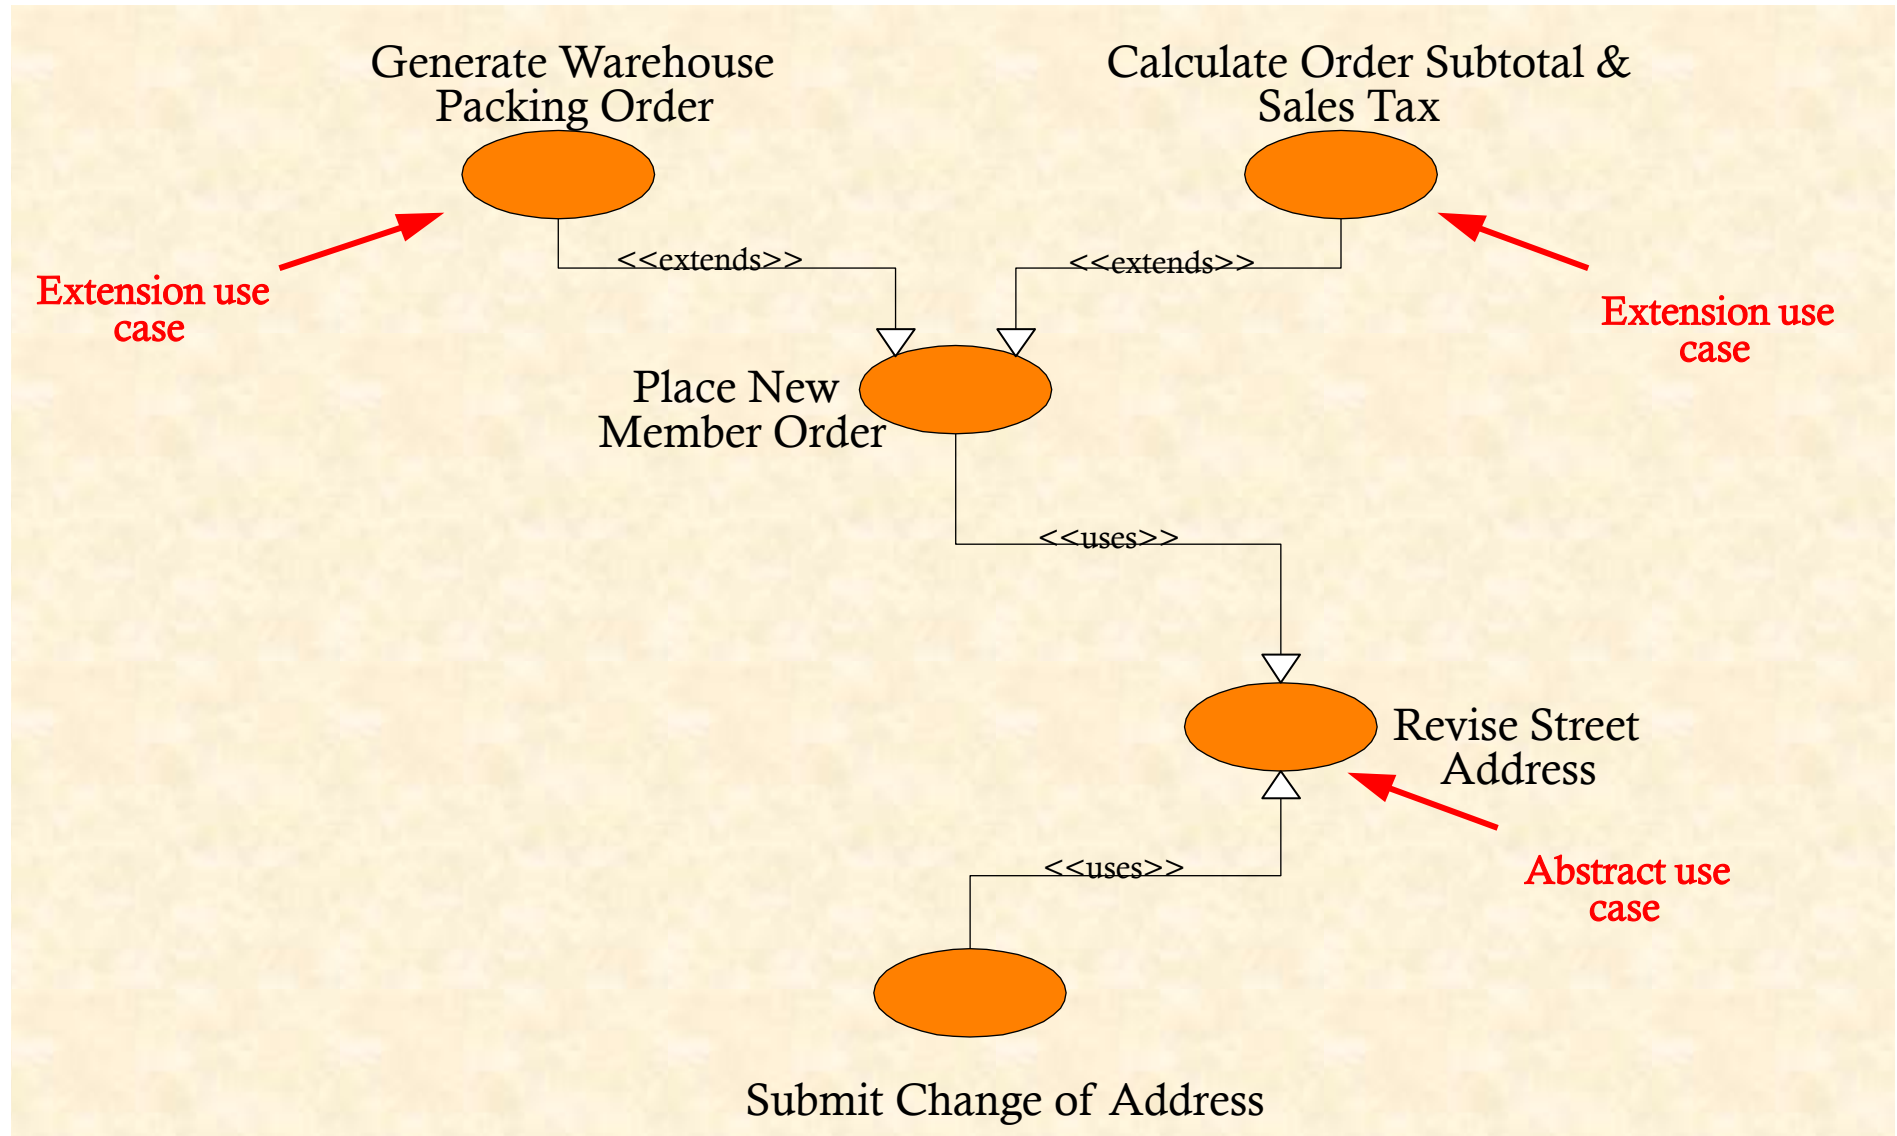 Generate Warehouse
Packing Order
Calculate Order Subtotal &
Sales Tax
<<extends>>
<<extends>>
Extension use
case
Extension use
case
Place New
Member Order
<<uses>>
Revise Street
Address
<<uses>>
Abstract use
case
Submit Change of Address